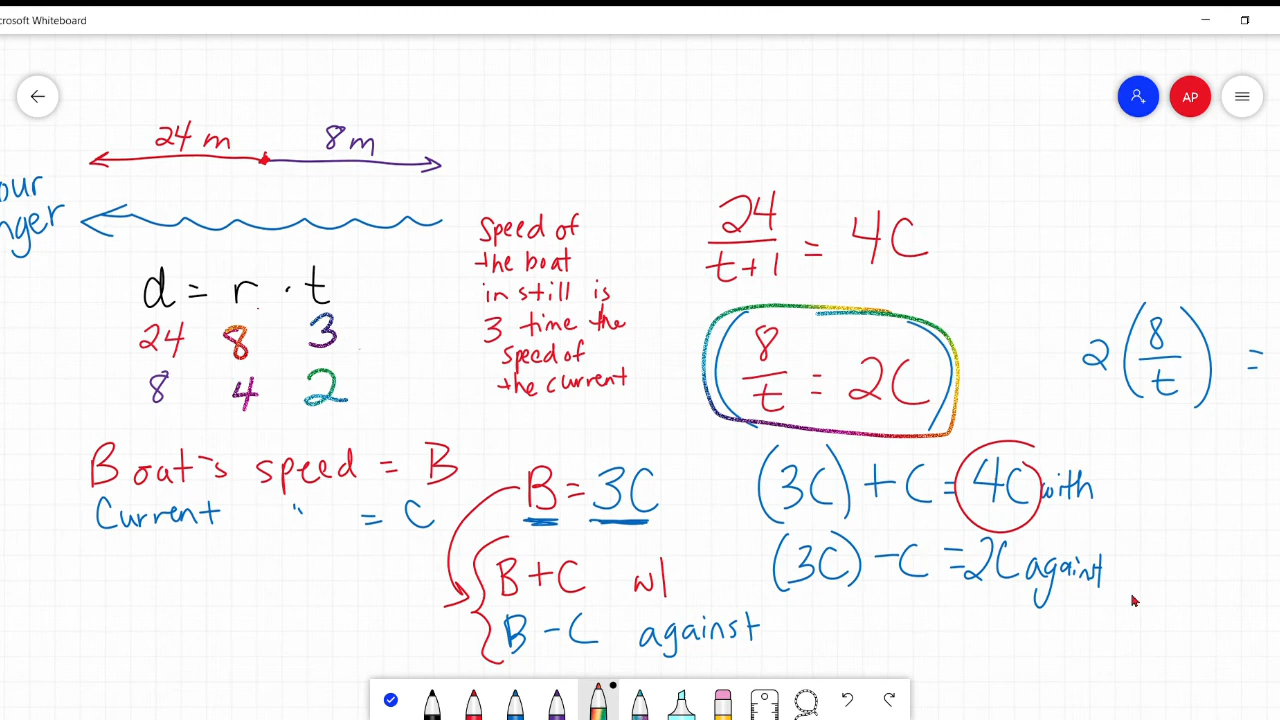 crosoft Whiteboard
AP
24 m
8 m
our
nger
d = r · t
24 8 3
8 4 2
Speed of
the boat
in still is
3 time the
speed of
the current
24/(t+1) = 4C
(8/t = 2C)
2(8/t) =
Boat's speed = B
Current " = C
B = 3C
B + C w/
B - C against
(3C) + C = 4C with
(3C) - C = 2C against